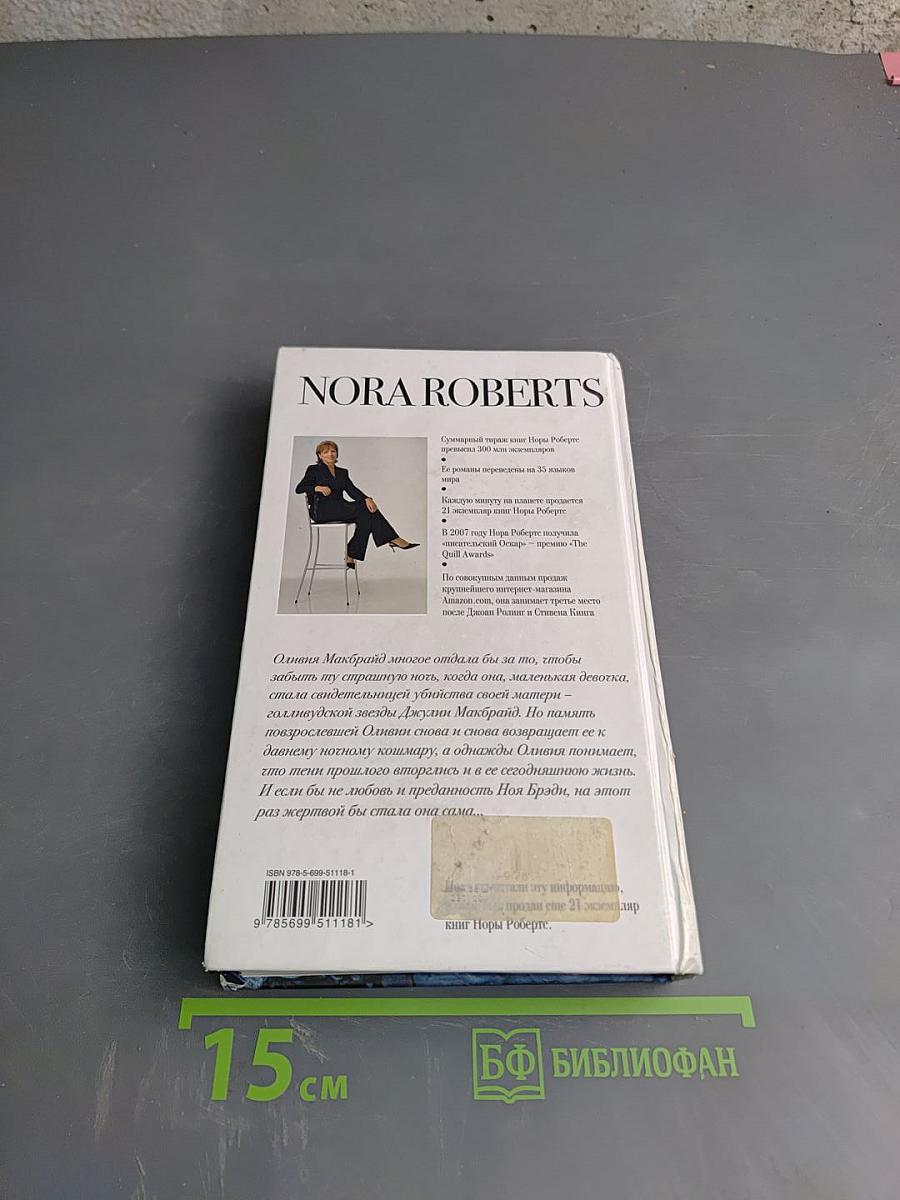 NORA ROBERTS
Суммарный тираж книг Норы Робертс
превысил 300 млн экземпляров
Ее романы переведены на 35 языков
мира
Каждую минуту на планете продается
21 экземпляр книг Норы Робертс
В 2007 году Нора Робертс получила
«писательский Оскар» – премию «The
Quill Awards»
По совокупным данным продаж
крупнейшего интернет-магазина
Amazon.com, она занимает третье место
после Джоан Ролинг и Стивена Кинга
Оливия Макбрайд многое отдала бы за то, чтобы
забыть ту страшную ночь, когда она, маленькая девочка,
стала свидетельницей убийства своей матери –
голливудской звезды Джулии Макбрайд. Но память
повзрослевшей Оливии снова и снова возвращает ее к
давнему ночному кошмару, а однажды Оливия понимает,
что тени прошлого вторглись и в ее сегодняшнюю жизнь.
И если бы не любовь и преданность Ноя Брэди, на этот
раз жертвой бы стала она сама...
ISBN 978-5-699-51118-1
9 785699 511181 >
эту информацию,
продан еще 21 экземпляр
книг Норы Робертс.
15 см
БФ БИБЛИОФАН